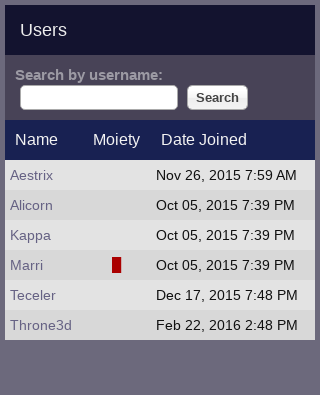 Users
Search by username:
Search
Name Moiety Date Joined
Aestrix Nov 26, 2015 7:59 AM
Alicorn Oct 05, 2015 7:39 PM
Kappa Oct 05, 2015 7:39 PM
Marri Oct 05, 2015 7:39 PM
Teceler Dec 17, 2015 7:48 PM
Throne3d Feb 22, 2016 2:48 PM